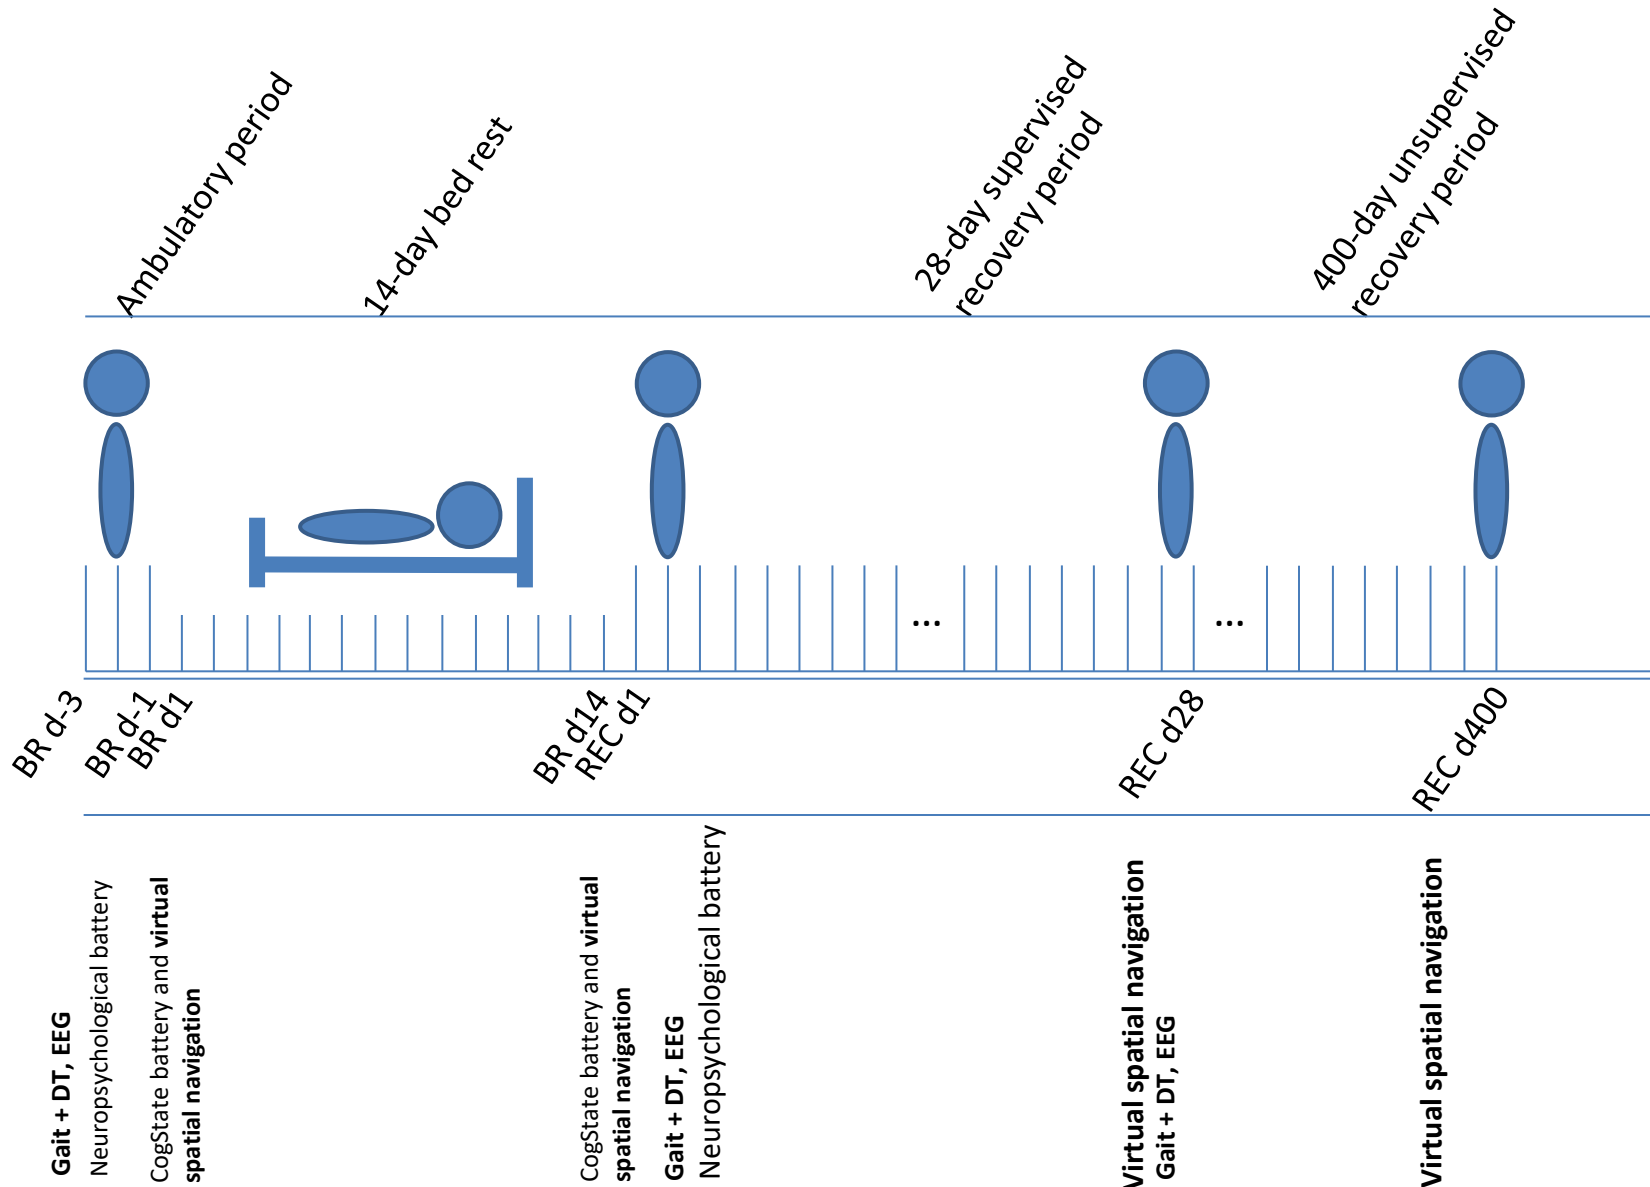 Ambulatory period
14-day bed rest
28-day supervised
recovery period
400-day unsupervised
recovery period
...
...
BR d-3
BR d-1
BR d1
BR d14
REC d1
REC d28
REC d400
Gait + DT, EEG
Neuropsychological battery
CogState battery and virtual
spatial navigation
CogState battery and virtual
spatial navigation
Gait + DT, EEG
Neuropsychological battery
Virtual spatial navigation
Gait + DT, EEG
Virtual spatial navigation